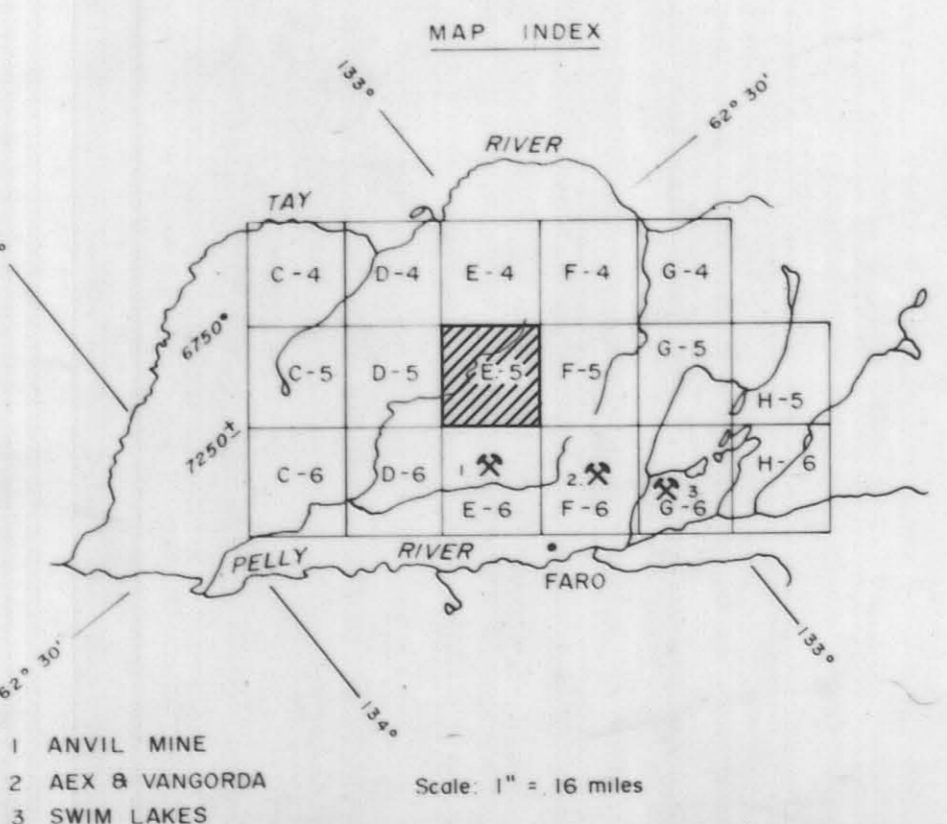 MAP INDEX
133°
62° 30'
RIVER
TAY
°
C-4 D-4 E-4 F-4 G-4
6750°
C-5 D-5 E-5 F-5 G-5
H-5
7250±
C-6 D-6 1 2 3 H-6
E-6 F-6 G-6
PELLY RIVER
FARO
62° 30'
134°
133°
1 ANVIL MINE
2 AEX & VANGORDA
3 SWIM LAKES
Scale: 1" = 16 miles